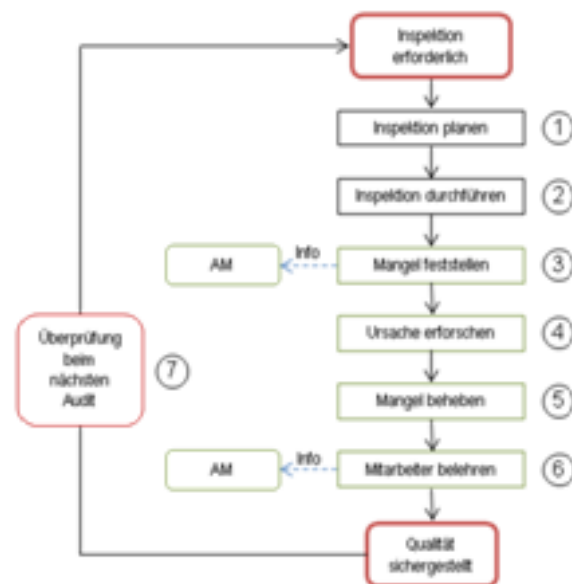 Inspektion
erforderlich
Inspektion planen
1
Inspektion durchführen
2
Info
AM
Mangel feststellen
3
Ursache erforschen
4
Überprüfung
beim
nächsten
Audit
7
Mangel beheben
5
Info
AM
Mitarbeiter belehren
6
Qualität
sichergestellt